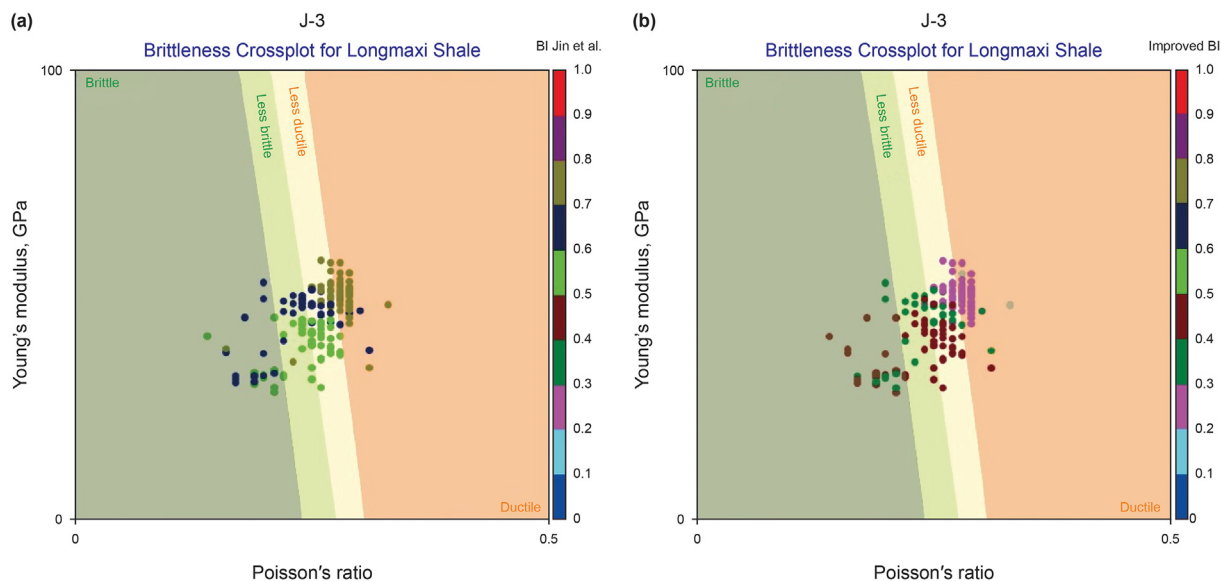 (a)
J-3
Brittleness Crossplot for Longmaxi Shale
BI Jin et al.
100
Brittle
Less brittle
Less ductile
Ductile
1.0
0.9
0.8
0.7
0.6
0.5
0.4
0.3
0.2
0.1
0
Young's modulus, GPa
0
0
0.5
Poisson's ratio
(b)
J-3
Brittleness Crossplot for Longmaxi Shale
Improved BI
100
Brittle
Less brittle
Less ductile
Ductile
1.0
0.9
0.8
0.7
0.6
0.5
0.4
0.3
0.2
0.1
0
Young's modulus, GPa
0
0
0.5
Poisson's ratio